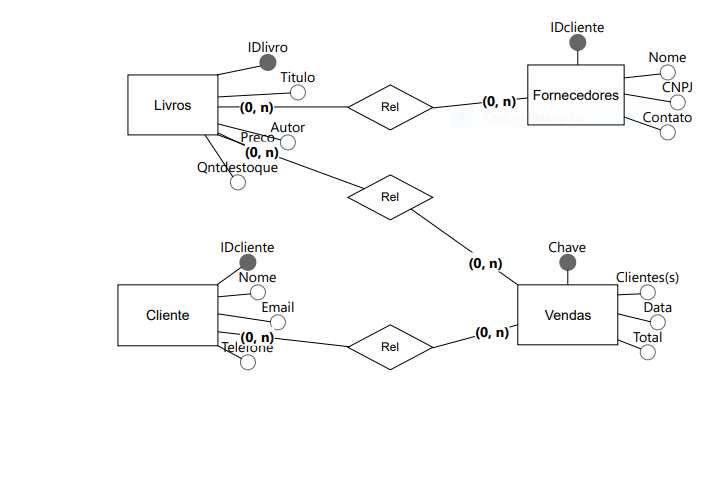 IDcliente
IDlivro
Nome
Titulo
CNPJ
Livros
(0, n)
Rel
(0, n)
Fornecedores
Contato
Autor
Preco
(0, n)
Qntdestoque
Rel
IDcliente
Chave
(0, n)
Nome
Clientes(s)
Email
Data
Cliente
Vendas
(0, n)
Rel
(0, n)
Total
Telefone